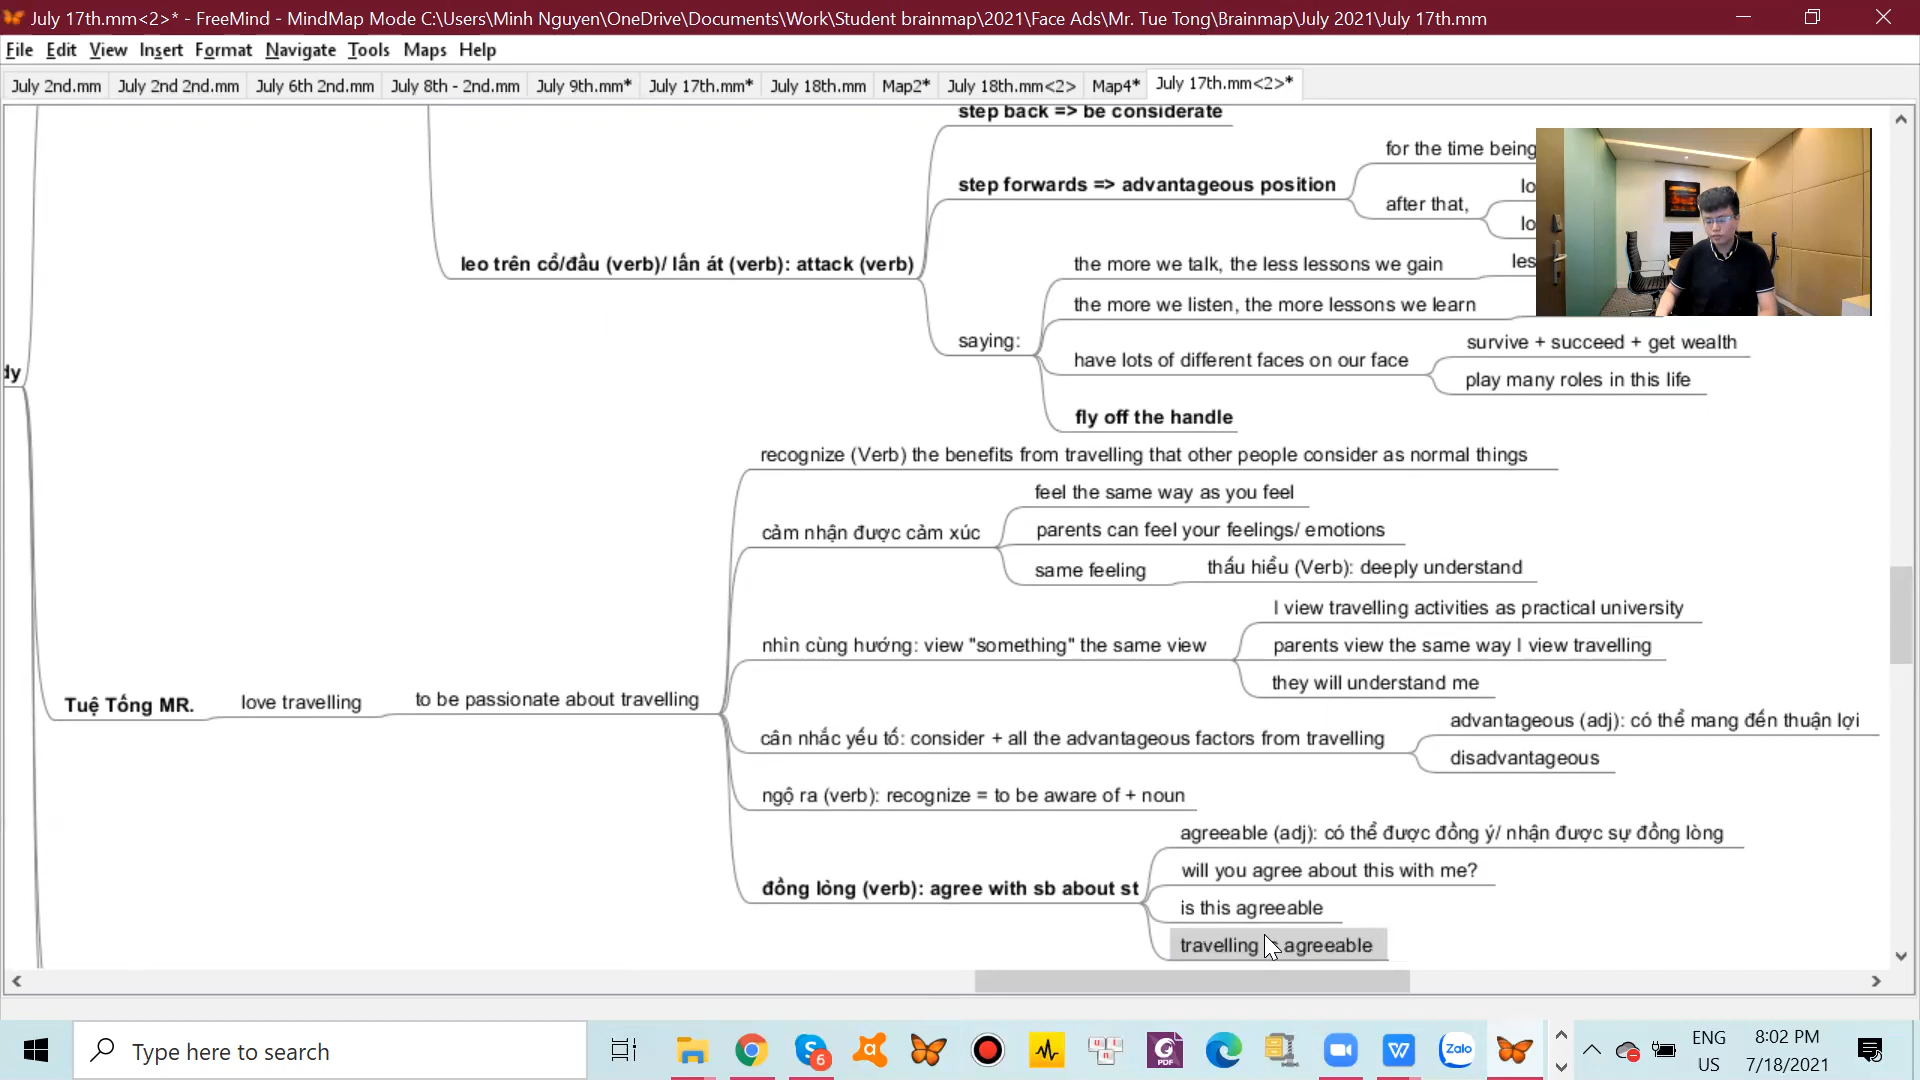 July 17th.mm<2>* - FreeMind - MindMap Mode C:\Users\Minh Nguyen\OneDrive\Documents\Work\Student brainmap\2021\Face Ads\Mr. Tue Tong\Brainmap\July 2021\July 17th.mm
File Edit View Insert Format Navigate Tools Maps Help
July 2nd.mm July 2nd 2nd.mm July 6th 2nd.mm July 8th - 2nd.mm July 9th.mm* July 17th.mm* July 18th.mm Map2* July 18th.mm<2> Map4* July 17th.mm<2>*
step back => be considerate
for the time being
step forwards => advantageous position
lo
after that,
lo
leo trên cổ/đầu (verb)/ lấn át (verb): attack (verb)
the more we talk, the less lessons we gain
les
the more we listen, the more lessons we learn
saying:
survive + succeed + get wealth
have lots of different faces on our face
play many roles in this life
dy
fly off the handle
recognize (Verb) the benefits from travelling that other people consider as normal things
feel the same way as you feel
cảm nhận được cảm xúc
parents can feel your feelings/ emotions
same feeling
thấu hiểu (Verb): deeply understand
I view travelling activities as practical university
nhìn cùng hướng: view "something" the same view
parents view the same way I view travelling
they will understand me
Tuệ Tống MR.
love travelling
to be passionate about travelling
advantageous (adj): có thể mang đến thuận lợi
cân nhắc yếu tố: consider + all the advantageous factors from travelling
disadvantageous
ngộ ra (verb): recognize = to be aware of + noun
agreeable (adj): có thể được đồng ý/ nhận được sự đồng lòng
will you agree about this with me?
đồng lòng (verb): agree with sb about st
is this agreeable
travelling is agreeable
Type here to search
6
Zalo
ENG
US
8:02 PM
7/18/2021